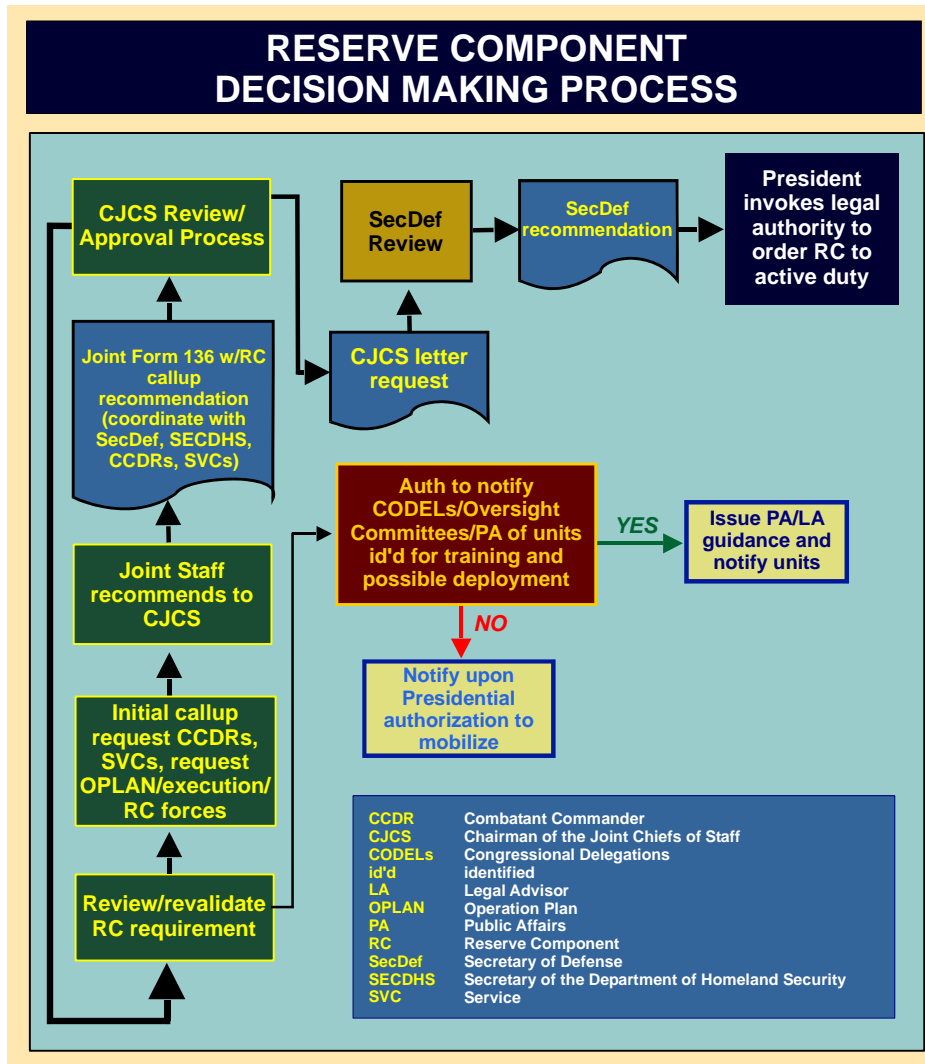 RESERVE COMPONENT
DECISION MAKING PROCESS
CJCS Review/
Approval Process
SecDef
Review
SecDef
recommendation
President
invokes legal
authority to
order RC to
active duty
Joint Form 136 w/RC
callup
recommendation
(coordinate with
SecDef, SECDHS,
CCDRs, SVCs)
CJCS letter
request
Auth to notify
CODELs/Oversight
Committees/PA of units
id'd for training and
possible deployment
YES
Issue PA/LA
guidance and
notify units
NO
Notify upon
Presidential
authorization to
mobilize
Joint Staff
recommends to
CJCS
Initial callup
request CCDRs,
SVCs, request
OPLAN/execution/
RC forces
Review/revalidate
RC requirement
CCDR Combatant Commander
CJCS Chairman of the Joint Chiefs of Staff
CODELs Congressional Delegations
id'd identified
LA Legal Advisor
OPLAN Operation Plan
PA Public Affairs
RC Reserve Component
SecDef Secretary of Defense
SECDHS Secretary of the Department of Homeland Security
SVC Service